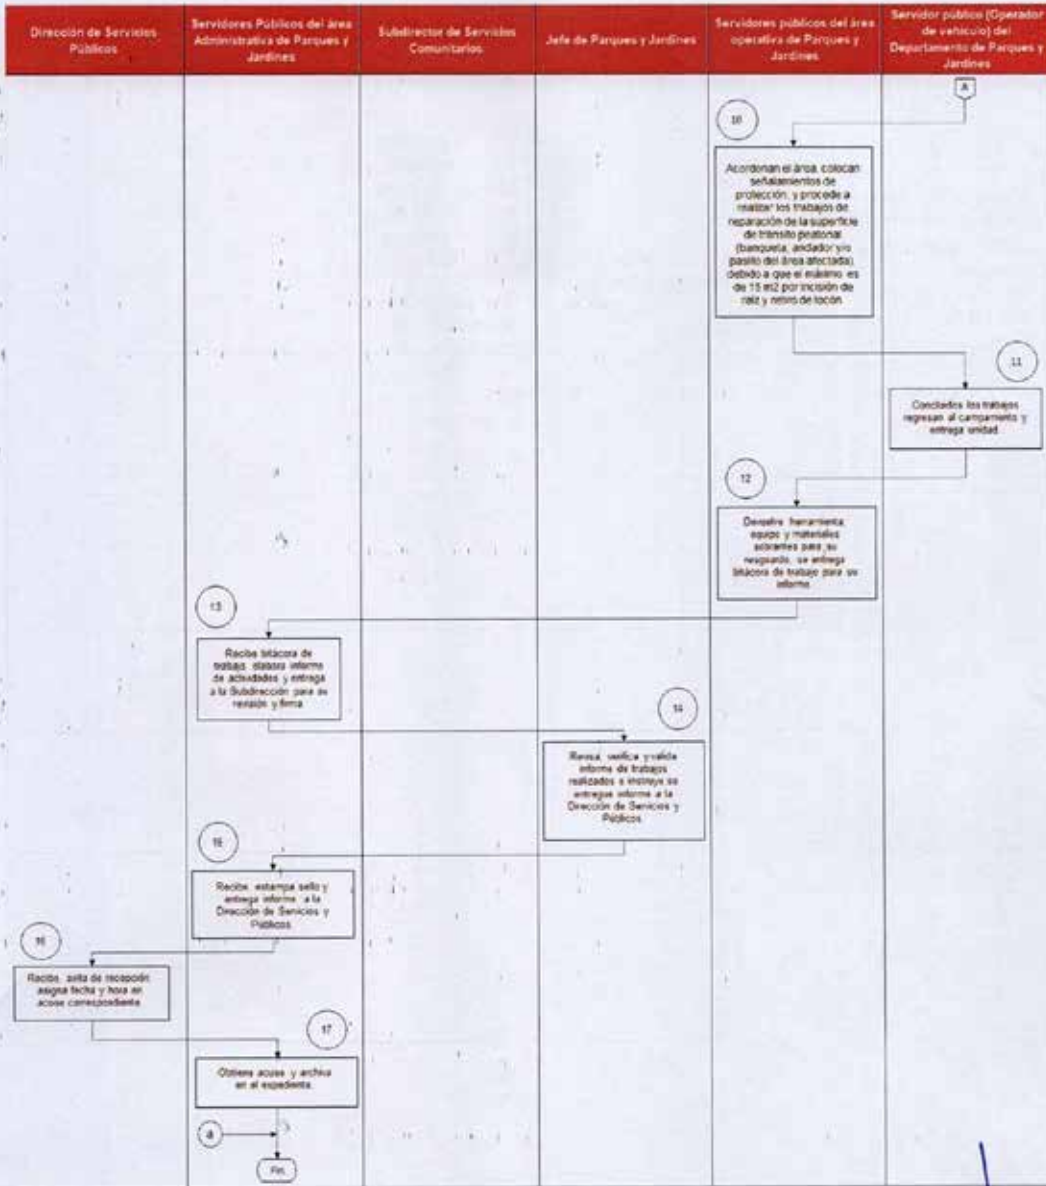 Dirección de Servicios
Públicos
Servidores Públicos del área
Administrativa de Parques y
Jardines
Subdirector de Servicios
Comunitarios
Jefe de Parques y Jardines
Servidores públicos del área
operativa de Parques y
Jardines
Servidor público (Operador
de vehículo) del
Departamento de Parques y
Jardines
A
10
Acordonan el área, colocan
señalamientos de
protección, y procede a
realizar los trabajos de
reparación de la superficie
de tránsito peatonal
(banqueta, andador y/o
pasillo del área afectada),
debido a que el máximo es
de 15 m2 por incisión de
raíz y retiro de tocón
11
Concluidos los trabajos
regresan al campamento y
entrega unidad.
12
Devuelve herramienta,
equipo y materiales
sobrantes para su
resguardo, se entrega
bitácora de trabajo para su
informe
13
Recibe bitácora de
trabajo, elabora informe
de actividades y entrega
a la Subdirección para su
revisión y firma
14
Revisa, verifica y valida
informe de trabajos
realizados e instruye se
entregue informe a la
Dirección de Servicios y
Públicos
15
Recibe, estampa sello y
entrega informe a la
Dirección de Servicios y
Públicos
16
Recibe, sella de recepción,
asigna fecha y hora en
acuse correspondiente
17
Obtiene acuse y archiva
en el expediente.
Fin.